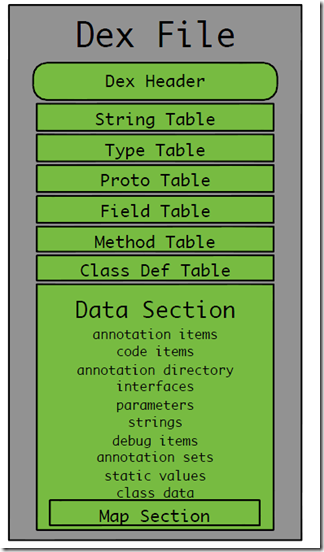 Dex File
Dex Header
String Table
Type Table
Proto Table
Field Table
Method Table
Class Def Table
Data Section
annotation items
code items
annotation directory
interfaces
parameters
strings
debug items
annotation sets
static values
class data
Map Section